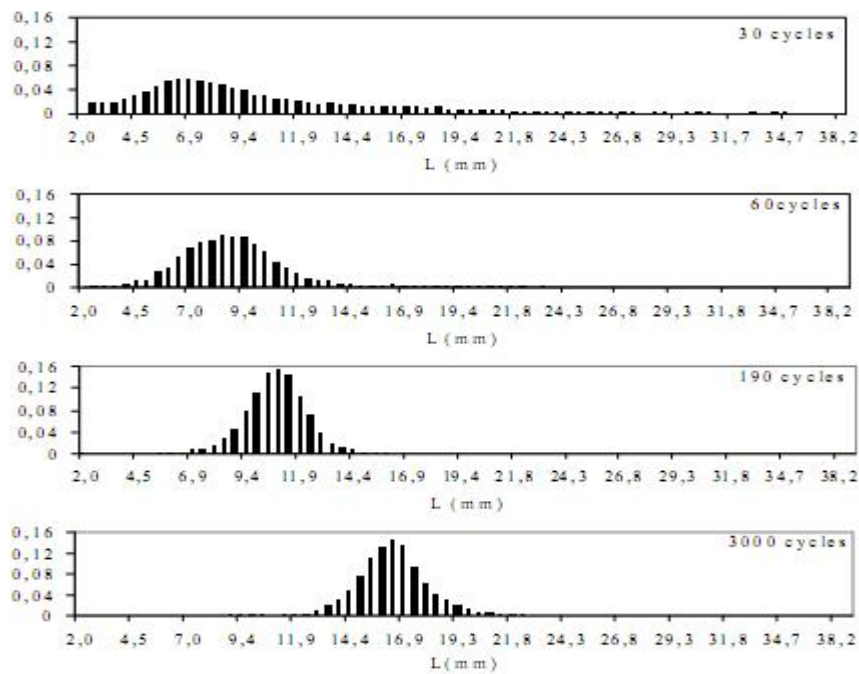 0,16
30 cycles
0,12
0,08
0,04
0
2,0 4,5 6,9 9,4 11,9 14,4 16,9 19,4 21,8 24,3 26,8 29,3 31,7 34,7 38,2
L (mm)
0,16
60cycles
0,12
0,08
0,04
0
2,0 4,5 7,0 9,4 11,9 14,4 16,9 19,4 21,8 24,3 26,8 29,3 31,8 34,7 38,2
L (mm)
0,16
190 cycles
0,12
0,08
0,04
0
2,0 4,5 6,9 9,4 11,9 14,4 16,9 19,4 21,8 24,3 26,8 29,3 31,8 34,7 38,2
L (mm)
0,16
3000 cycles
0,12
0,08
0,04
0
2,0 4,5 7,0 9,4 11,9 14,4 16,9 19,3 21,8 24,3 26,8 29,3 31,8 34,7 38,2
L(mm)